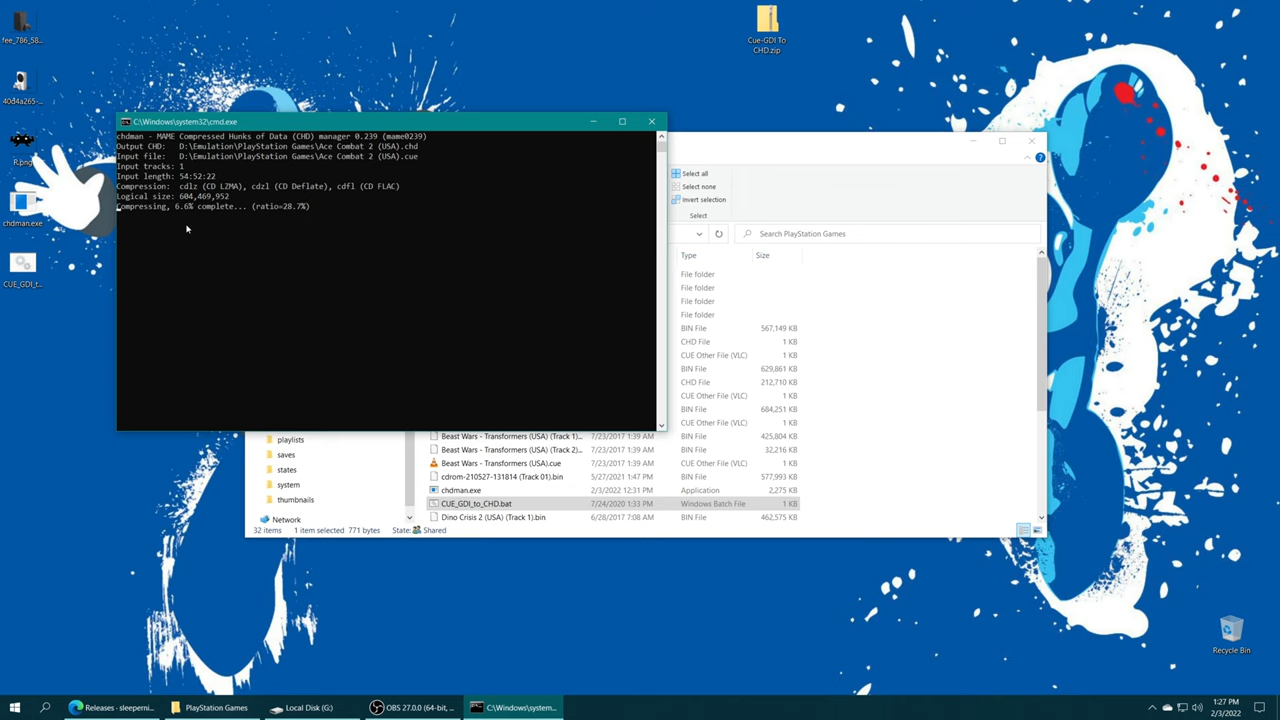 fee_786_58...
40d4a265-...
R.png
chdman.exe
CUE_GDI_t...
Cue-GDI To
CHD.zip
C:\Windows\system32\cmd.exe
chdman - MAME Compressed Hunks of Data (CHD) manager 0.239 (mame0239)
Output CHD:   D:\Emulation\PlayStation Games\Ace Combat 2 (USA).chd
Input file:   D:\Emulation\PlayStation Games\Ace Combat 2 (USA).cue
Input tracks: 1
Input length: 54:52:22
Compression:  cdlz (CD LZMA), cdzl (CD Deflate), cdfl (CD FLAC)
Logical size: 604,469,952
Compressing, 6.6% complete... (ratio=28.7%)
Select all
Select none
Invert selection
Select
Search PlayStation Games
Type Size
File folder
File folder
File folder
File folder
BIN File 567,149 KB
CHD File 1 KB
CUE Other File (VLC) 1 KB
BIN File 629,861 KB
CHD File 212,710 KB
CUE Other File (VLC) 1 KB
BIN File 684,251 KB
CUE Other File (VLC) 1 KB
playlists
saves
states
system
thumbnails
Network
Beast Wars - Transformers (USA) (Track 1)... 7/23/2017 1:39 AM BIN File 425,804 KB
Beast Wars - Transformers (USA) (Track 2)... 7/23/2017 1:39 AM BIN File 32,216 KB
Beast Wars - Transformers (USA).cue 7/23/2017 1:39 AM CUE Other File (VLC) 1 KB
cdrom-210527-131814 (Track 01).bin 5/27/2021 1:47 PM BIN File 577,993 KB
chdman.exe 2/3/2022 12:31 PM Application 2,275 KB
CUE_GDI_to_CHD.bat 7/24/2020 1:33 PM Windows Batch File 1 KB
Dino Crisis 2 (USA) (Track 1).bin 6/28/2017 7:08 AM BIN File 462,575 KB
32 items 1 item selected 771 bytes State: Shared
Recycle Bin
Releases - sleeperni...
PlayStation Games
Local Disk (G:)
OBS 27.0.0 (64-bit, ...
C:\Windows\system...
1:27 PM
2/3/2022